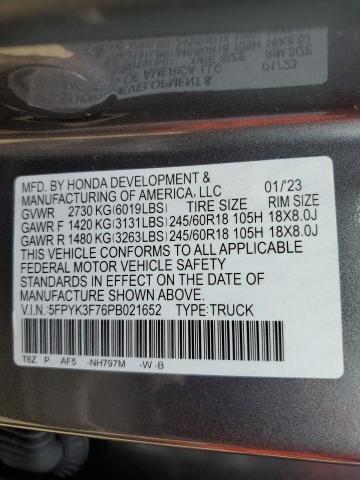 MFD. BY HONDA DEVELOPMENT &
MANUFACTURING OF AMERICA, LLC 01/23
GVWR 2730 KG(6019LBS) TIRE SIZE RIM SIZE
GAWR F 1420 KG(3131LBS) 245/60R18 105H 18X8.0J
GAWR R 1480 KG(3263LBS) 245/60R18 105H 18X8.0J
THIS VEHICLE CONFORMS TO ALL APPLICABLE
FEDERAL MOTOR VEHICLE SAFETY
STANDARDS IN EFFECT ON THE DATE OF
MANUFACTURE SHOWN ABOVE.
V.I.N.:5FPYK3F76PB021652 TYPE:TRUCK
T6Z P AF5 -NH797M -W -B